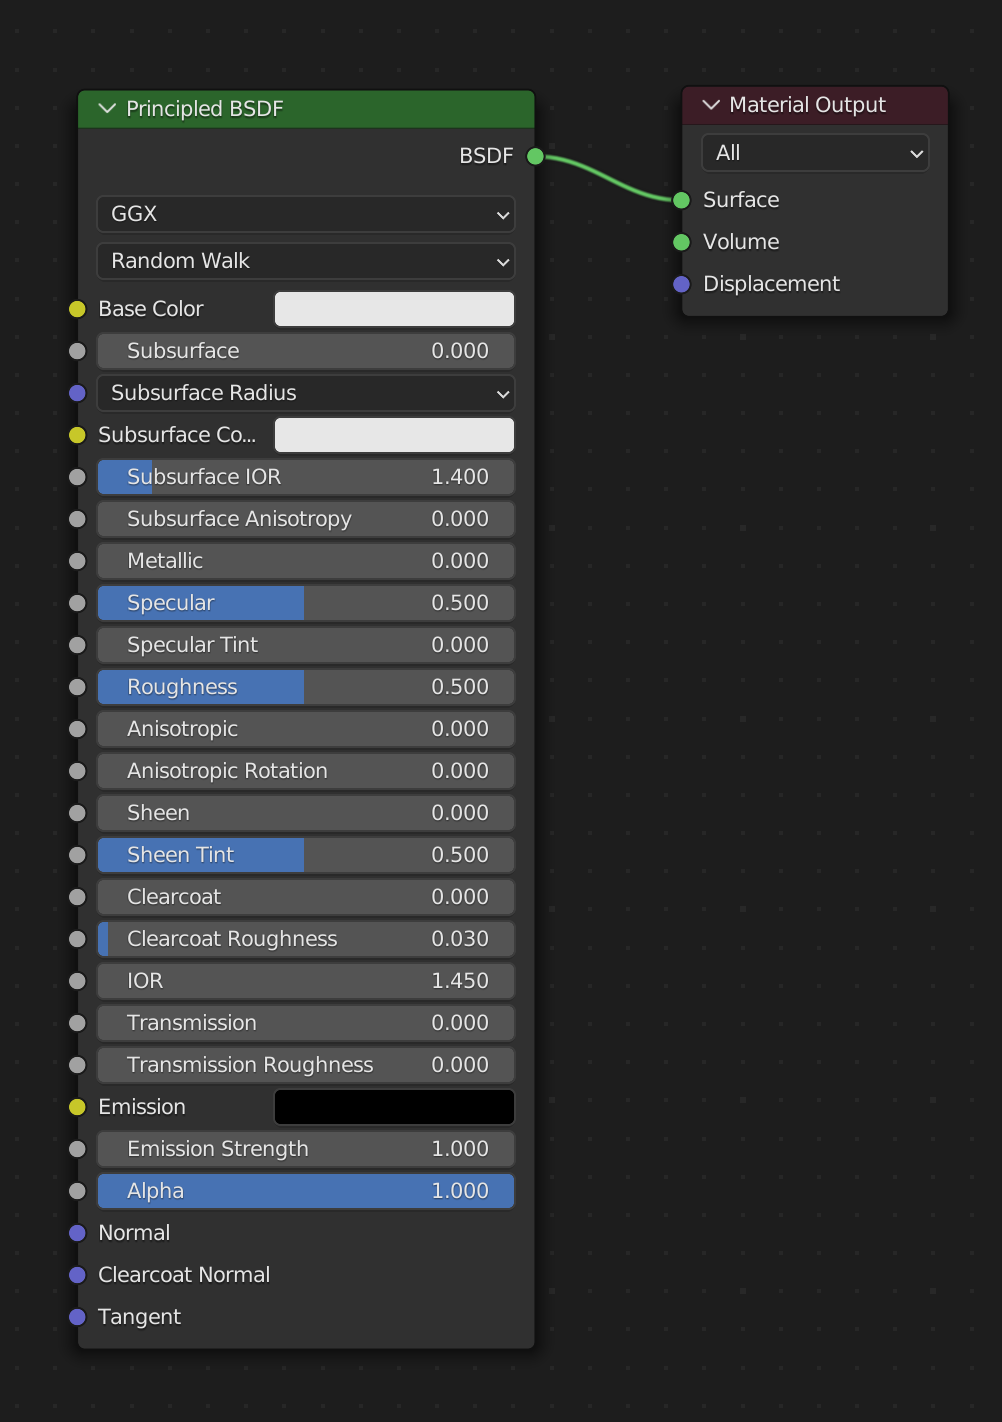 Principled BSDF
BSDF
GGX
Random Walk
Base Color
Subsurface 0.000
Subsurface Radius
Subsurface Co...
Subsurface IOR 1.400
Subsurface Anisotropy 0.000
Metallic 0.000
Specular 0.500
Specular Tint 0.000
Roughness 0.500
Anisotropic 0.000
Anisotropic Rotation 0.000
Sheen 0.000
Sheen Tint 0.500
Clearcoat 0.000
Clearcoat Roughness 0.030
IOR 1.450
Transmission 0.000
Transmission Roughness 0.000
Emission
Emission Strength 1.000
Alpha 1.000
Normal
Clearcoat Normal
Tangent
Material Output
All
Surface
Volume
Displacement